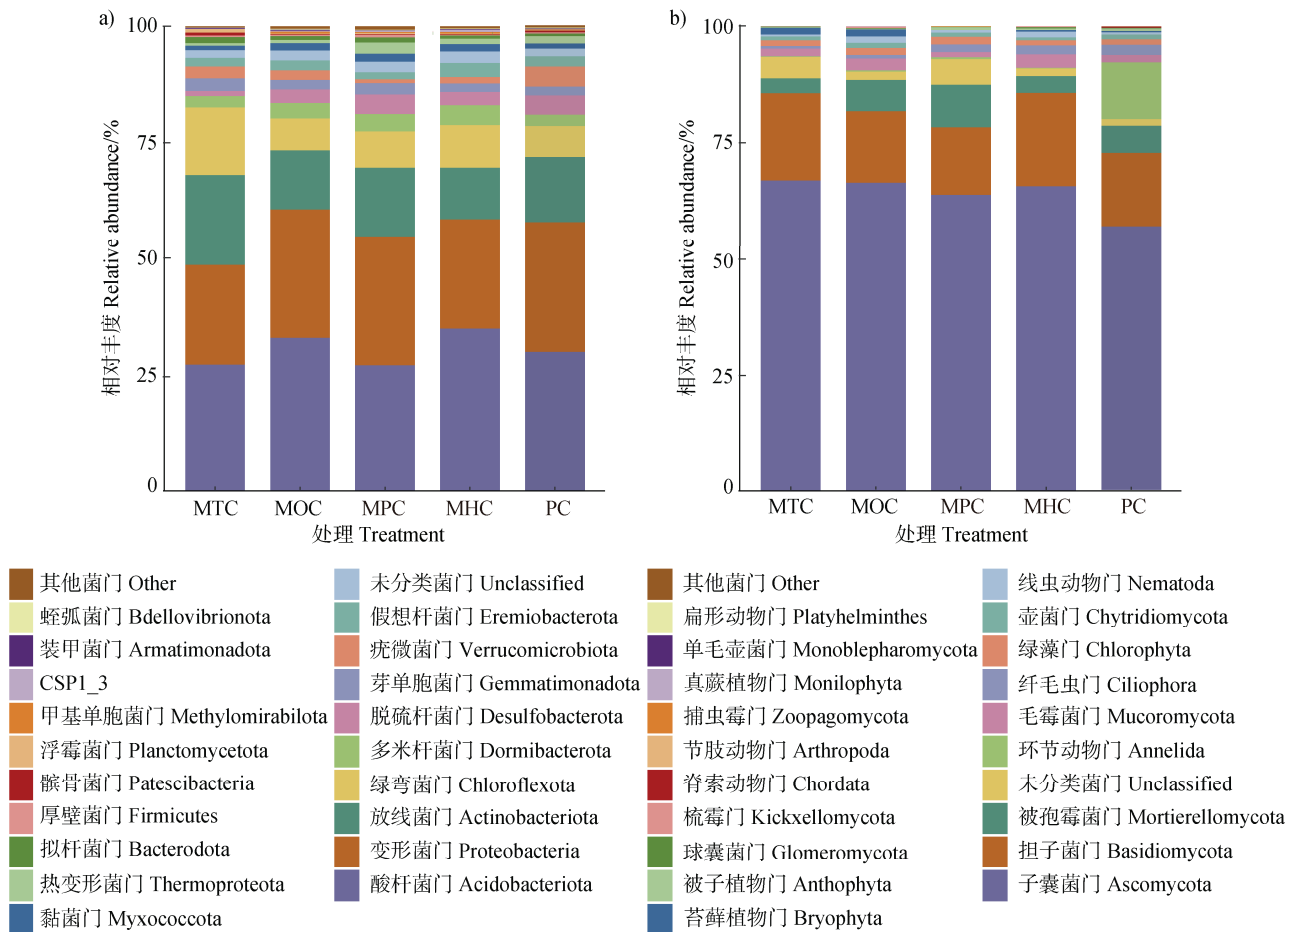 a)
100
75
50
25
0
相对丰度 Relative abundance/%
MTC
MOC
MPC
MHC
PC
处理 Treatment
b)
100
75
50
25
0
相对丰度 Relative abundance/%
MTC
MOC
MPC
MHC
PC
处理 Treatment
其他菌门 Other
蛭弧菌门 Bdellovibrionota
装甲菌门 Armatimonadota
CSP1_3
甲基单胞菌门 Methylomirabilota
浮霉菌门 Planctomycetota
髌骨菌门 Patescibacteria
厚壁菌门 Firmicutes
拟杆菌门 Bacterodota
热变形菌门 Thermoproteota
黏菌门 Myxococcota
未分类菌门 Unclassified
假想杆菌门 Eremiobacterota
疣微菌门 Verrucomicrobiota
芽单胞菌门 Gemmatimonadota
脱硫杆菌门 Desulfobacterota
多米杆菌门 Dormibacterota
绿弯菌门 Chloroflexota
放线菌门 Actinobacteriota
变形菌门 Proteobacteria
酸杆菌门 Acidobacteriota
其他菌门 Other
扁形动物门 Platyhelminthes
单毛壶菌门 Monoblepharomycota
真蕨植物门 Monilophyta
捕虫霉门 Zoopagomycota
节肢动物门 Arthropoda
脊索动物门 Chordata
梳霉门 Kickxellomycota
球囊菌门 Glomeromycota
被子植物门 Anthophyta
苔藓植物门 Bryophyta
线虫动物门 Nematoda
壶菌门 Chytridiomycota
绿藻门 Chlorophyta
纤毛虫门 Ciliophora
毛霉菌门 Mucoromycota
环节动物门 Annelida
未分类菌门 Unclassified
被孢霉菌门 Mortierellomycota
担子菌门 Basidiomycota
子囊菌门 Ascomycota